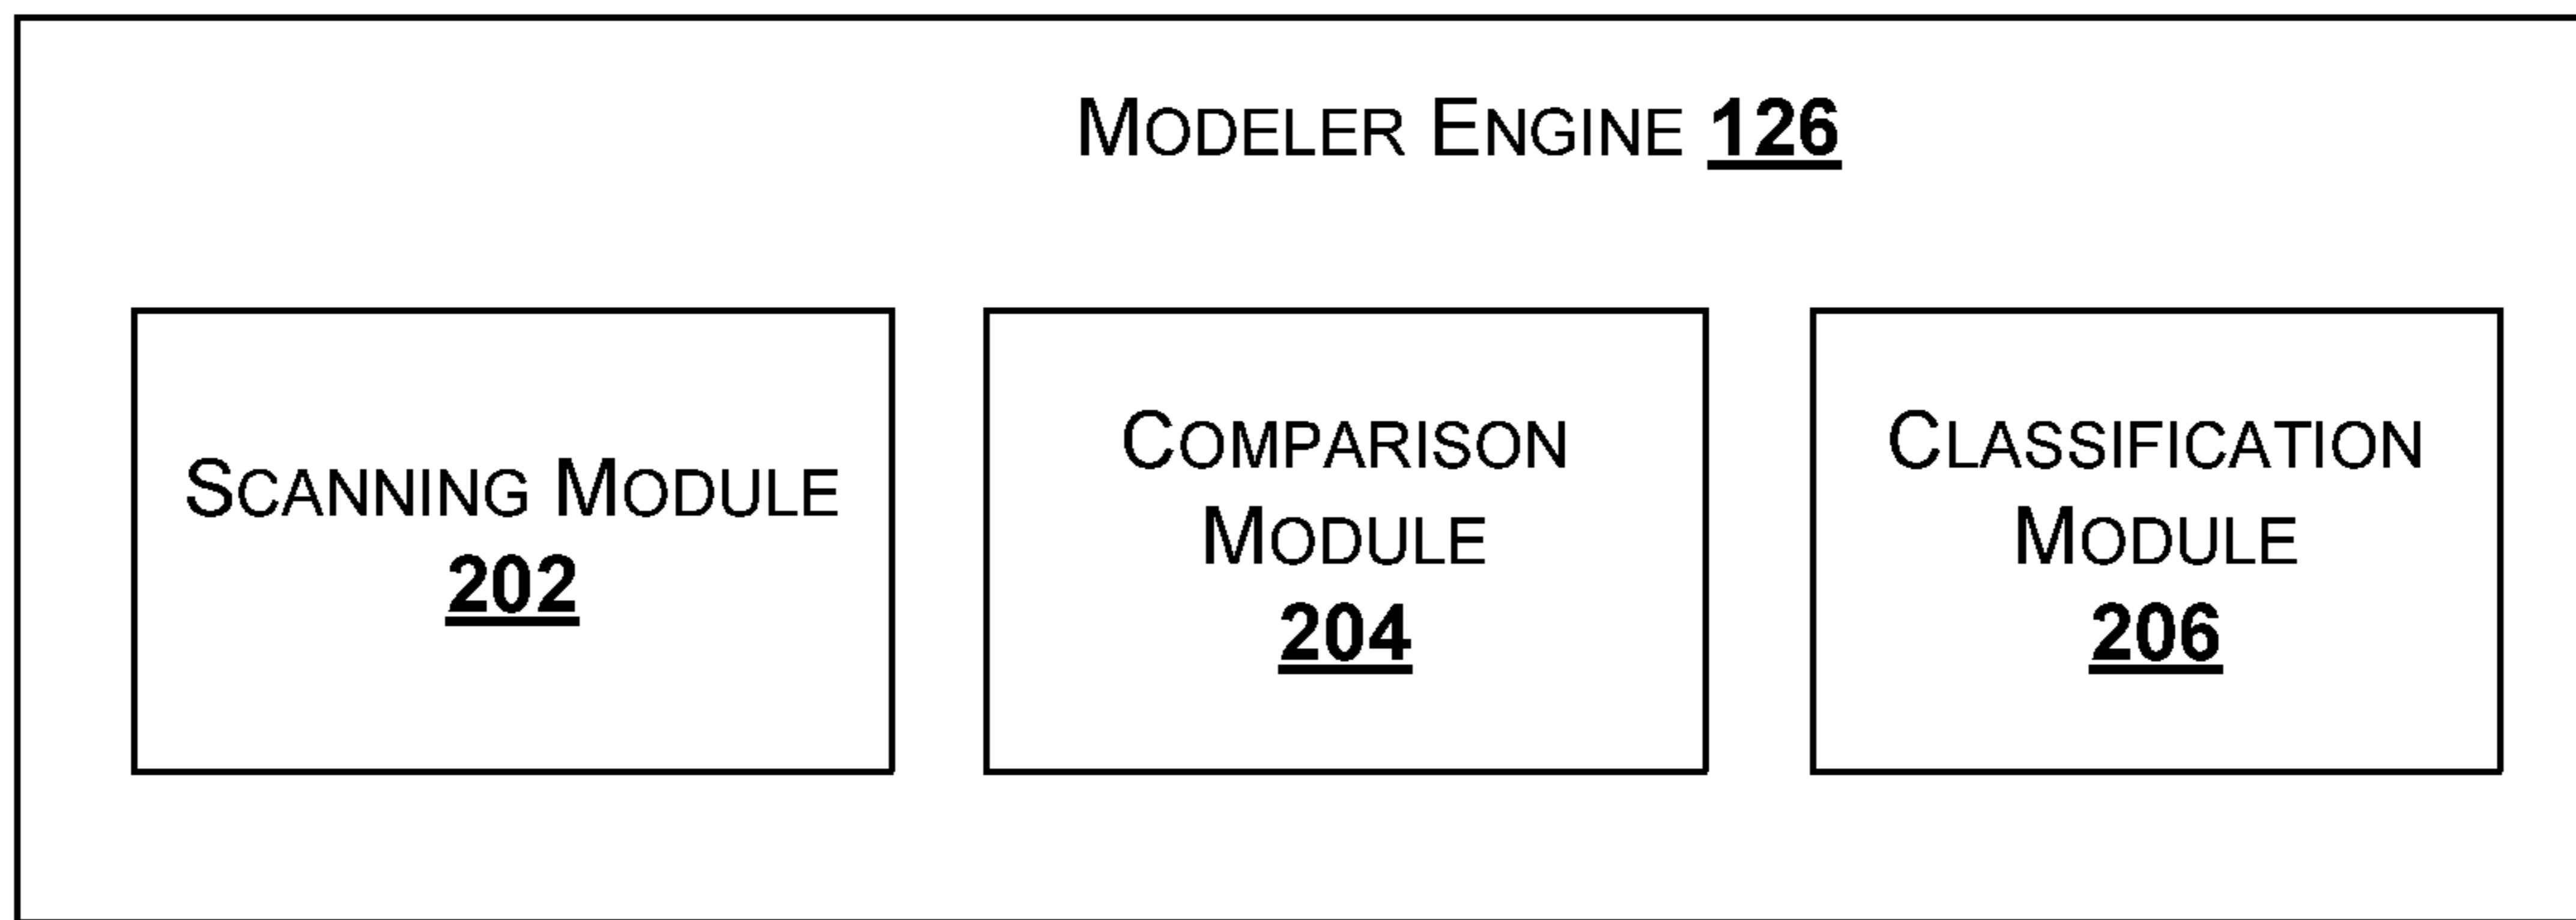 MODELER ENGINE 126
SCANNING MODULE
202
COMPARISON
MODULE
204
CLASSIFICATION
MODULE
206